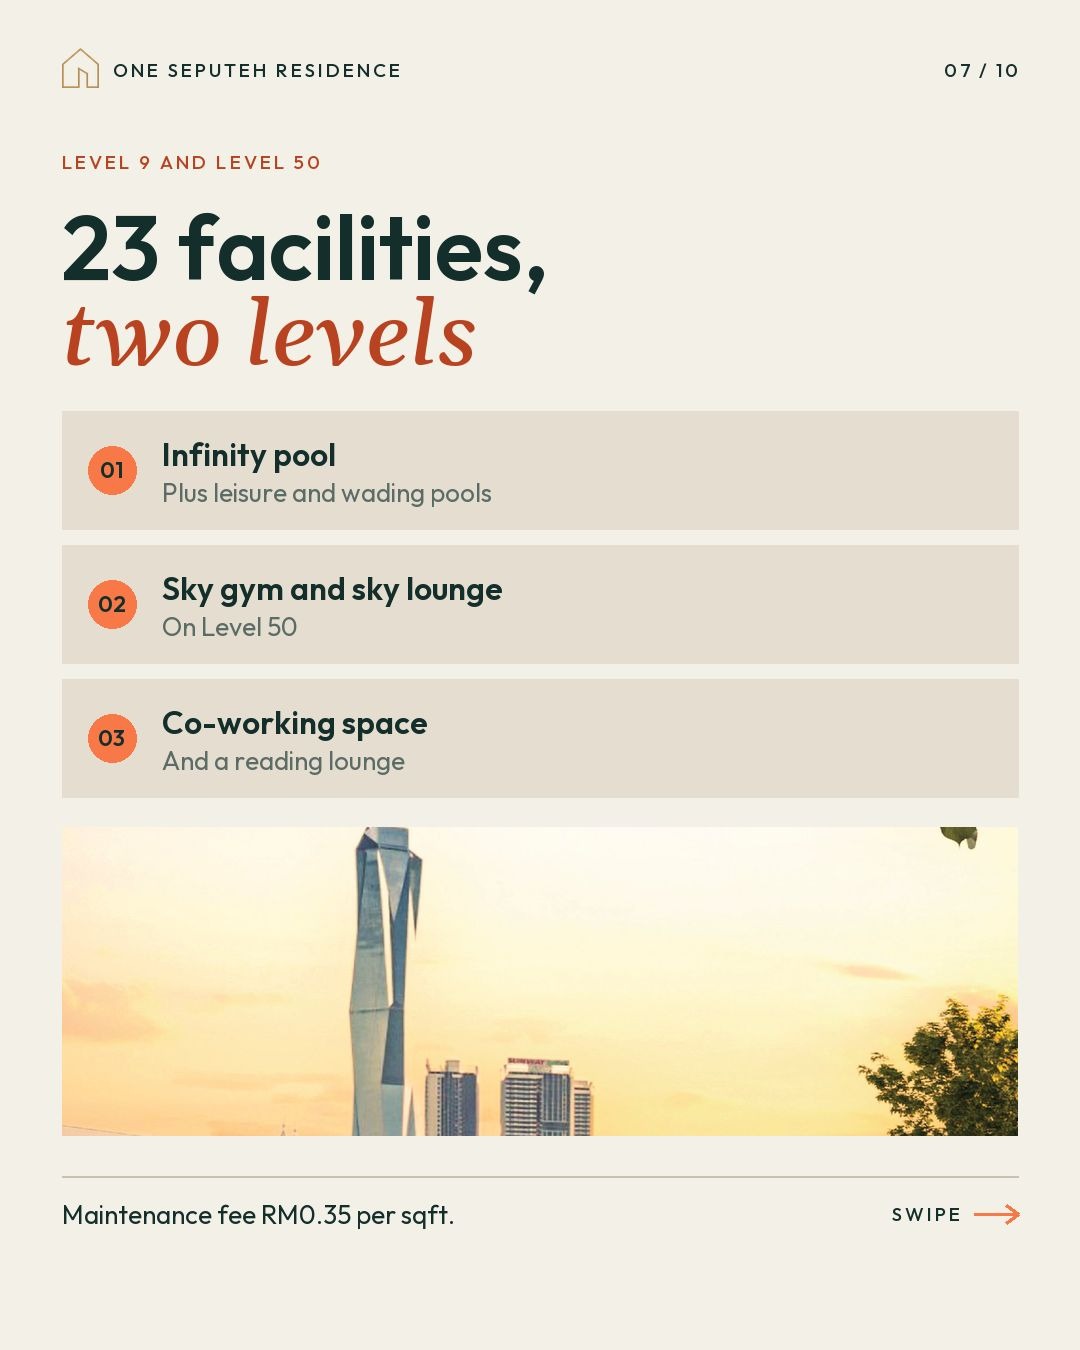 ONE SEPUTEH RESIDENCE
07 / 10
LEVEL 9 AND LEVEL 50
23 facilities,
two levels
01
Infinity pool
Plus leisure and wading pools
02
Sky gym and sky lounge
On Level 50
03
Co-working space
And a reading lounge
SUNWAY
Maintenance fee RM0.35 per sqft.
SWIPE